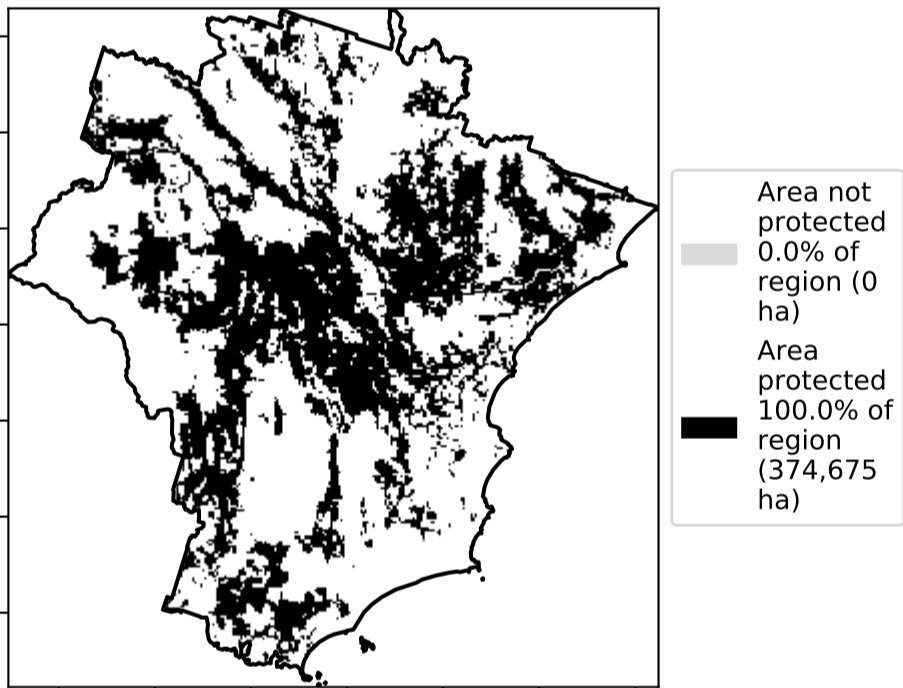 Area not
protected
0.0% of
region (0
ha)
Area
protected
100.0% of
region
(374,675
ha)